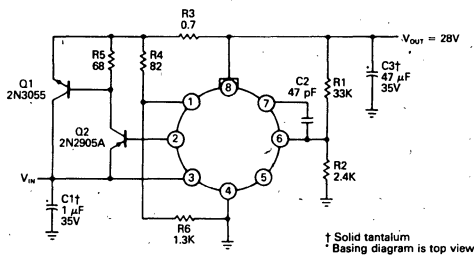 R3
0.7
V_OUT = 28V
R5
68
R4
82
C3†
47 μF
35V
Q1
2N3055
8
C2
47 pF
R1
33K
1
7
Q2
2N2905A
2
6
V_IN
3
5
4
R2
2.4K
C1†
1 μF
35V
R6
1.3K
† Solid tantalum
* Basing diagram is top view